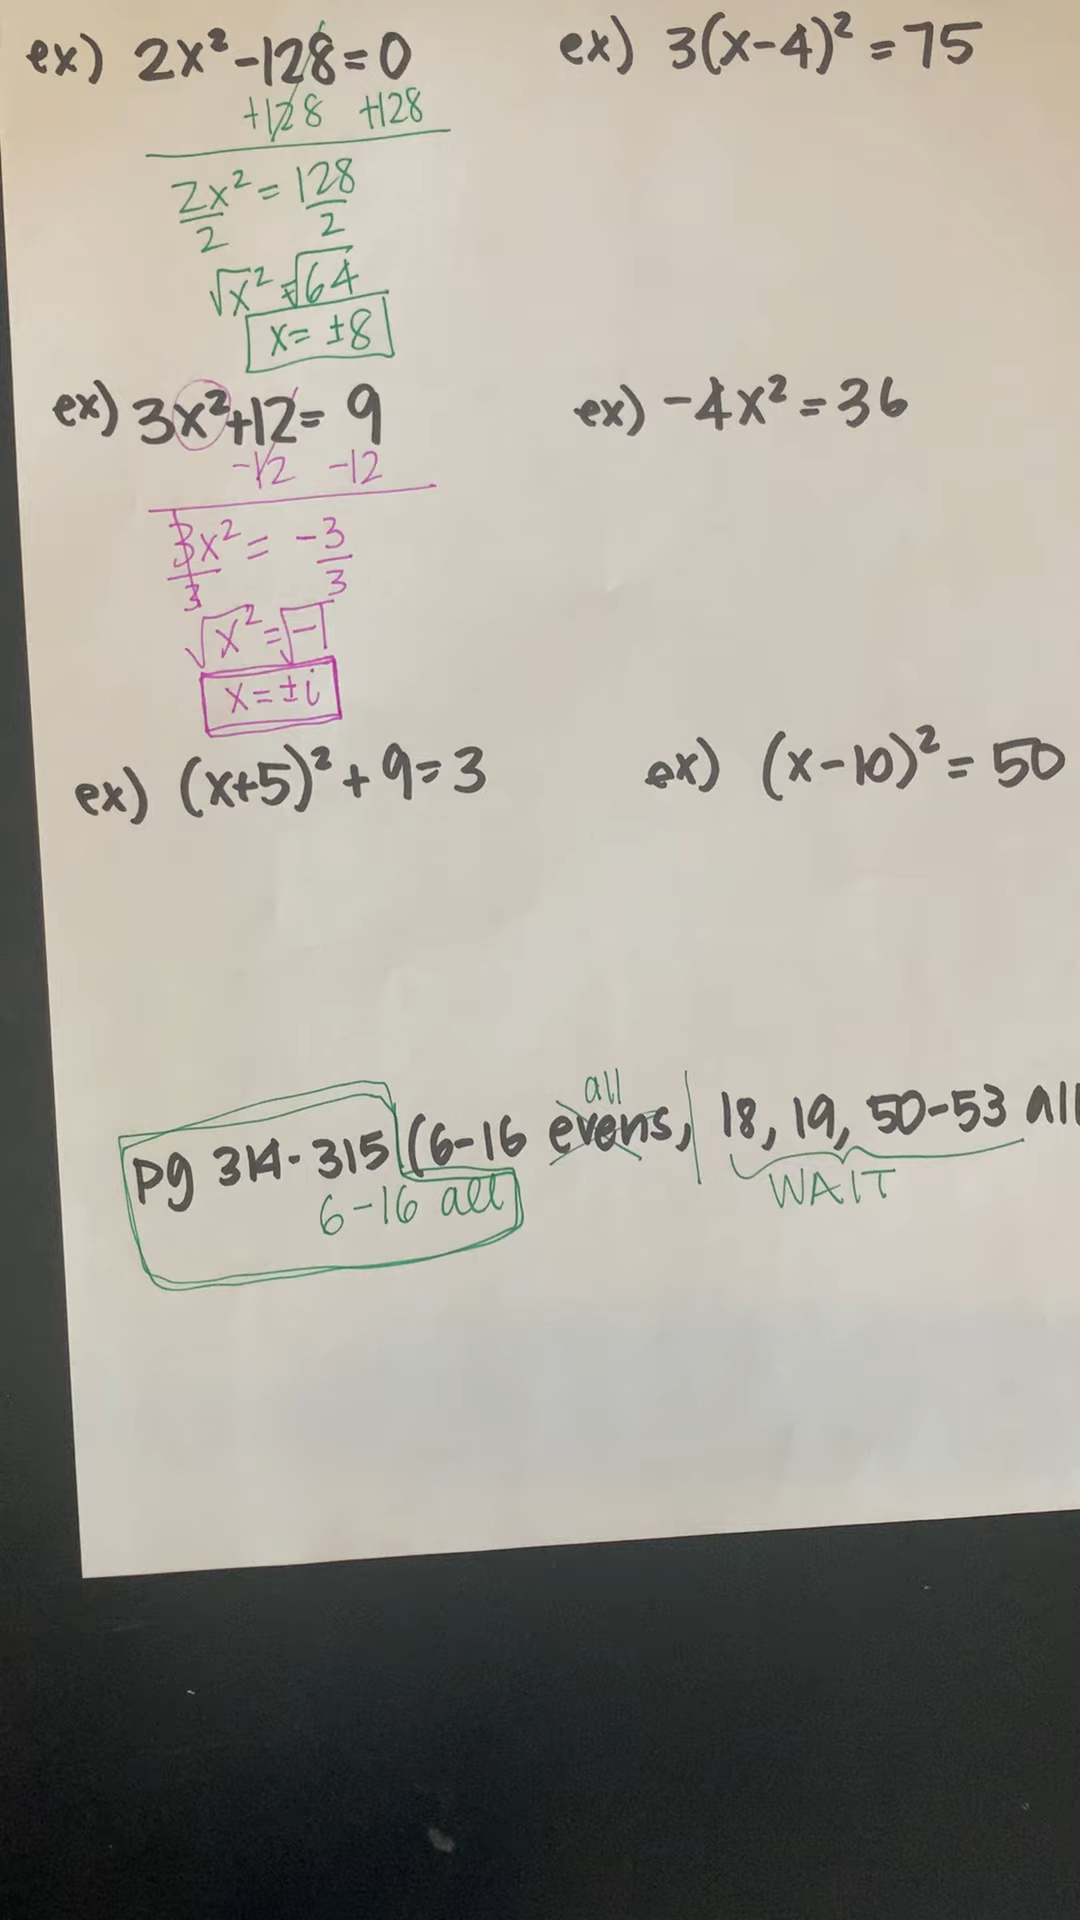 ex) 2x² -128 = 0
+128 +128
2x² = 128
2 2
√x² = √64
x = ±8
ex) 3(x-4)² = 75
ex) 3x² +12 = 9
-12 -12
3x² = -3
3 3
√x² = √-1
x = ±i
ex) -4x² = 36
ex) (x+5)² + 9 = 3
ex) (x-10)² = 50
all
pg 314-315 (6-16 evens, 18, 19, 50-53 all
6-16 all WAIT